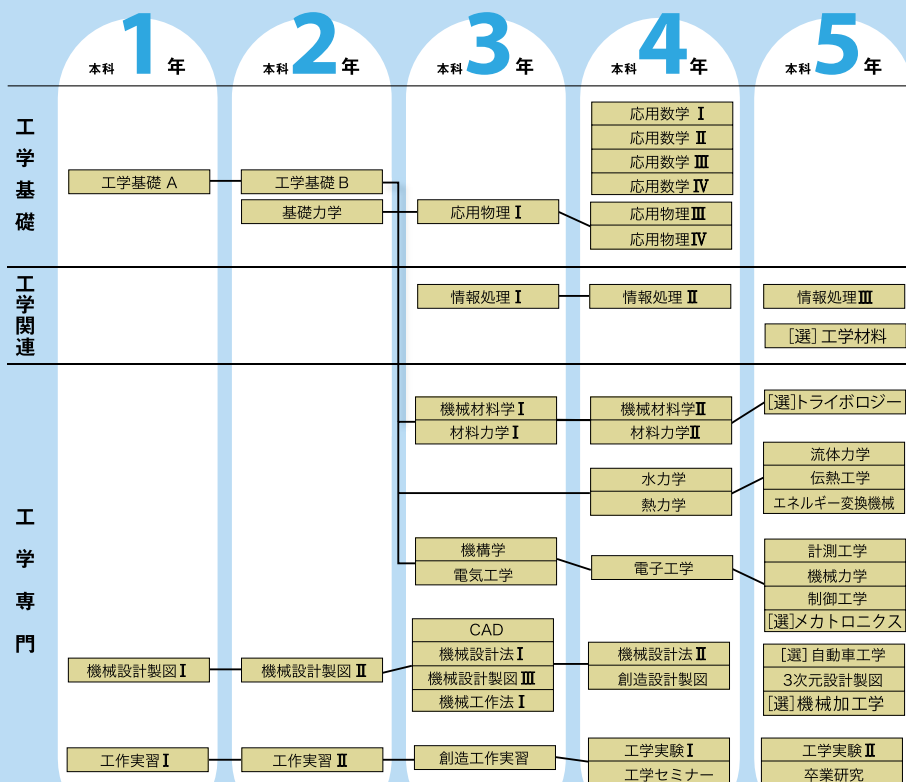 本科 1 年
本科 2 年
本科 3 年
本科 4 年
本科 5 年
工学基礎
工学基礎 A
工学基礎 B
基礎力学
応用物理 Ⅰ
応用数学 Ⅰ
応用数学 Ⅱ
応用数学 Ⅲ
応用数学 Ⅳ
応用物理Ⅲ
応用物理Ⅳ
工学関連
情報処理 Ⅰ
情報処理 Ⅱ
情報処理Ⅲ
[選] 工学材料
工学専門
機械材料学Ⅰ
材料力学Ⅰ
機械材料学Ⅱ
材料力学Ⅱ
[選]トライボロジー
水力学
熱力学
流体力学
伝熱工学
エネルギー変換機械
機構学
電気工学
電子工学
計測工学
機械力学
制御工学
[選]メカトロニクス
機械設計製図Ⅰ
機械設計製図 Ⅱ
CAD
機械設計法Ⅰ
機械設計製図 Ⅲ
機械工作法Ⅰ
機械設計法Ⅱ
創造設計製図
[選] 自動車工学
3次元設計製図
[選]機械加工学
工作実習Ⅰ
工作実習 Ⅱ
創造工作実習
工学実験Ⅰ
工学セミナー
工学実験Ⅱ
卒業研究